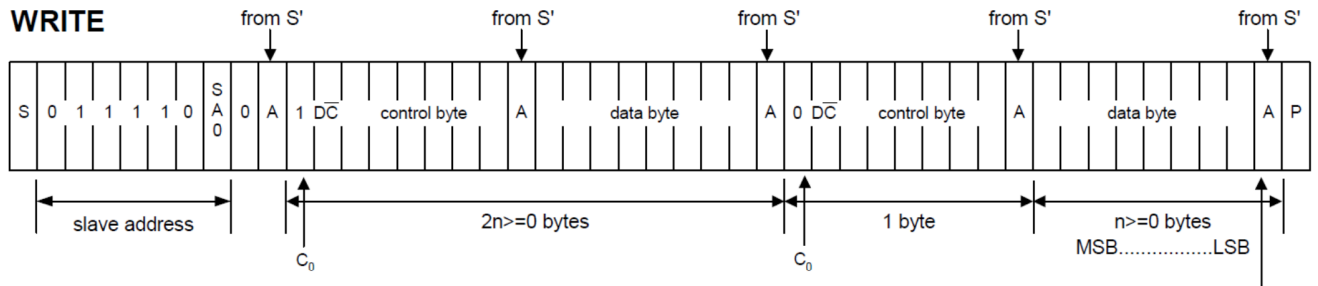 WRITE
from S' from S' from S' from S' from S'
S 0 1 1 1 1 0 SA0 0 A 1 DC̅ control byte A data byte A 0 DC̅ control byte A data byte A P
slave address 2n>=0 bytes 1 byte n>=0 bytes
MSB.................LSB
C₀ C₀